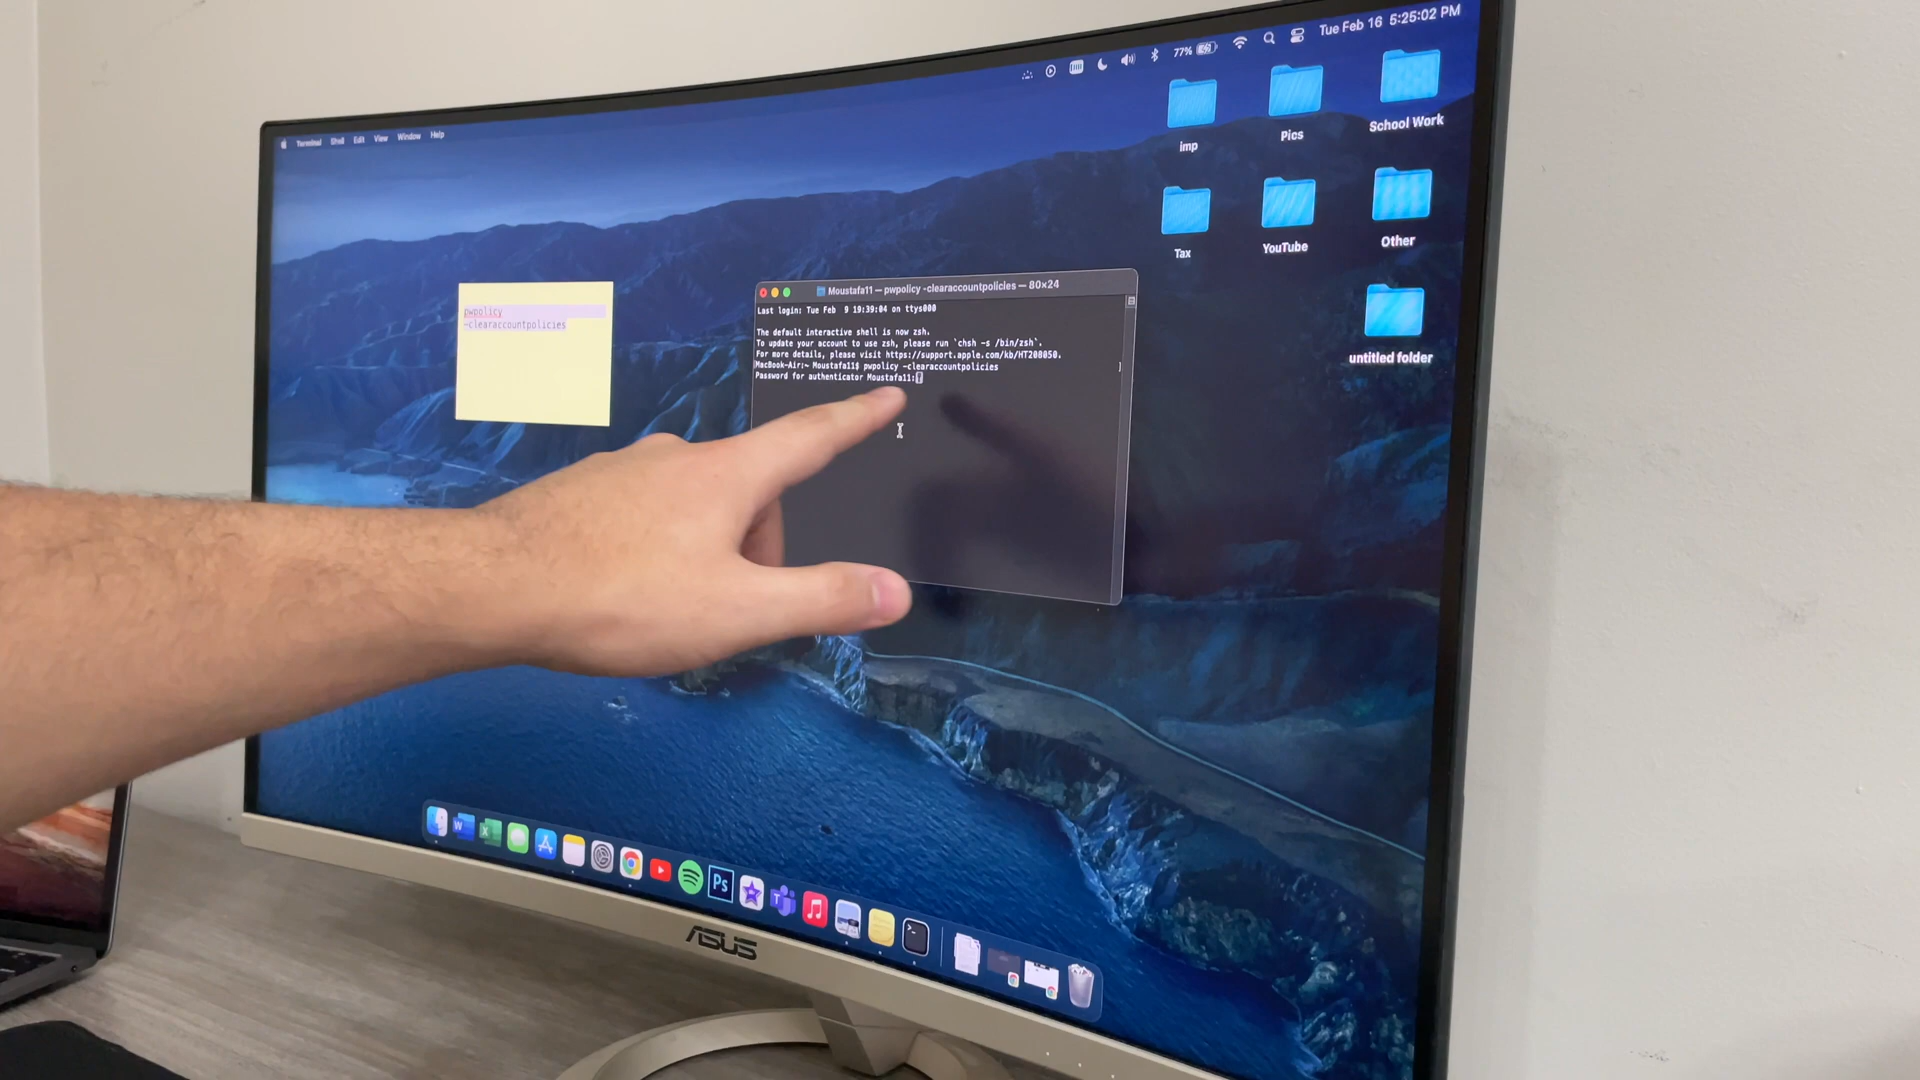 Terminal Shell Edit View Window Help
77% Tue Feb 16 5:25:02 PM
imp
Pics
School Work
Tax
YouTube
Other
untitled folder
pwpolicy
-clearaccountpolicies
Moustafa11 — pwpolicy -clearaccountpolicies — 80×24
Last login: Tue Feb  9 19:39:04 on ttys000
The default interactive shell is now zsh.
To update your account to use zsh, please run `chsh -s /bin/zsh`.
For more details, please visit https://support.apple.com/kb/HT208050.
MacBook-Air:~ Moustafa11$ pwpolicy -clearaccountpolicies
Password for authenticator Moustafa11:
Ps
ASUS